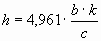 h = 4,961· b · k / c